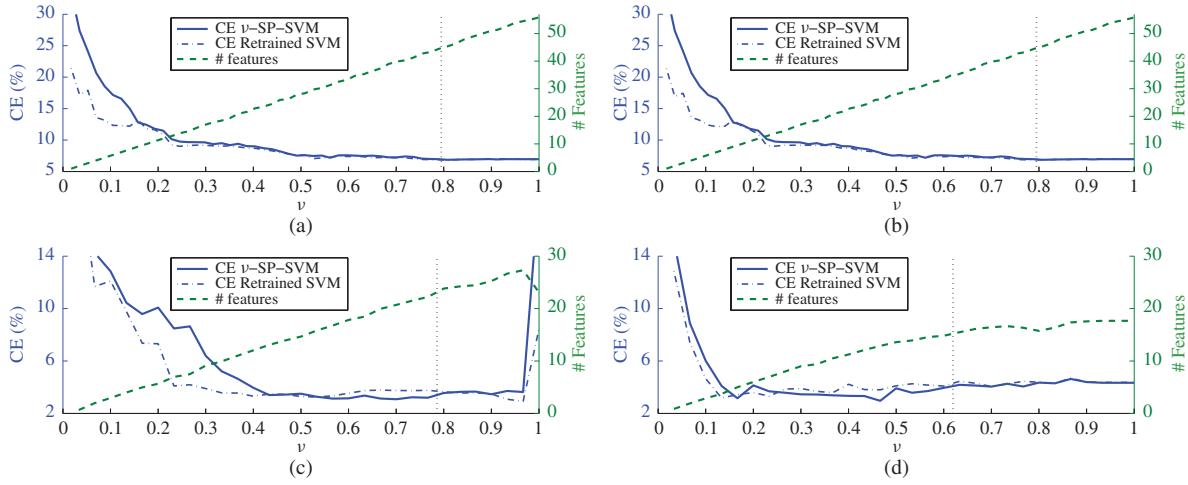 CE (%)
30
25
20
15
10
5
CE ν−SP−SVM
CE Retrained SVM
# features
50
40
30
20
10
0
# Features
0 0.1 0.2 0.3 0.4 0.5 0.6 0.7 0.8 0.9 1
ν
(a)
CE (%)
30
25
20
15
10
5
CE ν−SP−SVM
CE Retrained SVM
# features
50
40
30
20
10
0
# Features
0 0.1 0.2 0.3 0.4 0.5 0.6 0.7 0.8 0.9 1
ν
(b)
CE (%)
14
10
6
2
CE ν−SP−SVM
CE Retrained SVM
# features
30
20
10
0
# Features
0 0.1 0.2 0.3 0.4 0.5 0.6 0.7 0.8 0.9 1
ν
(c)
CE (%)
14
10
6
2
CE ν−SP−SVM
CE Retrained SVM
# features
30
20
10
0
# Features
0 0.1 0.2 0.3 0.4 0.5 0.6 0.7 0.8 0.9 1
ν
(d)